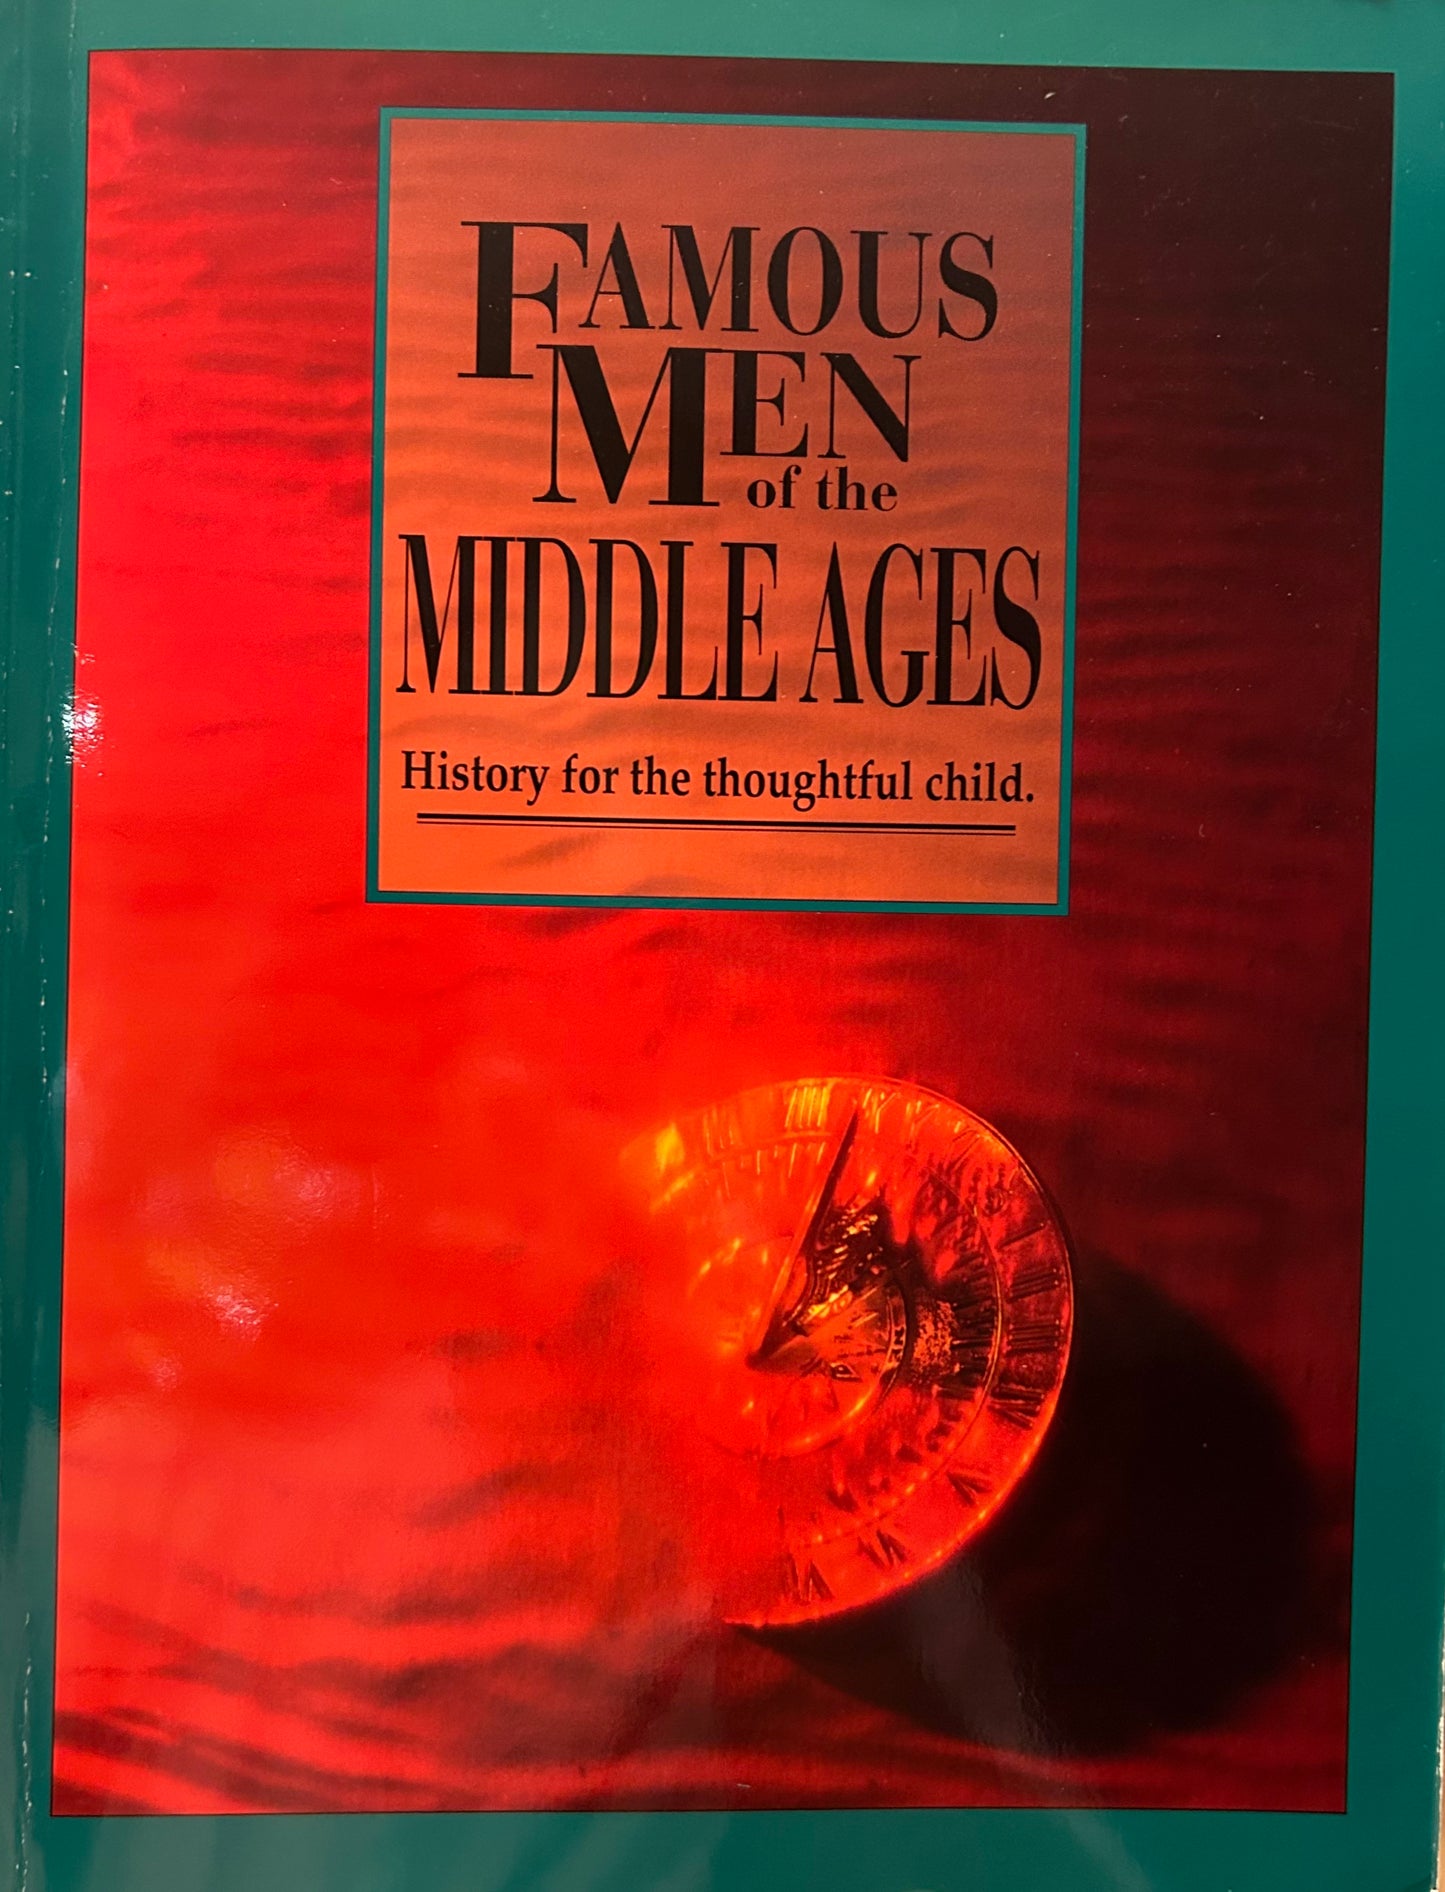 FAMOUS
MEN
of the
MIDDLE AGES
History for the thoughtful child.